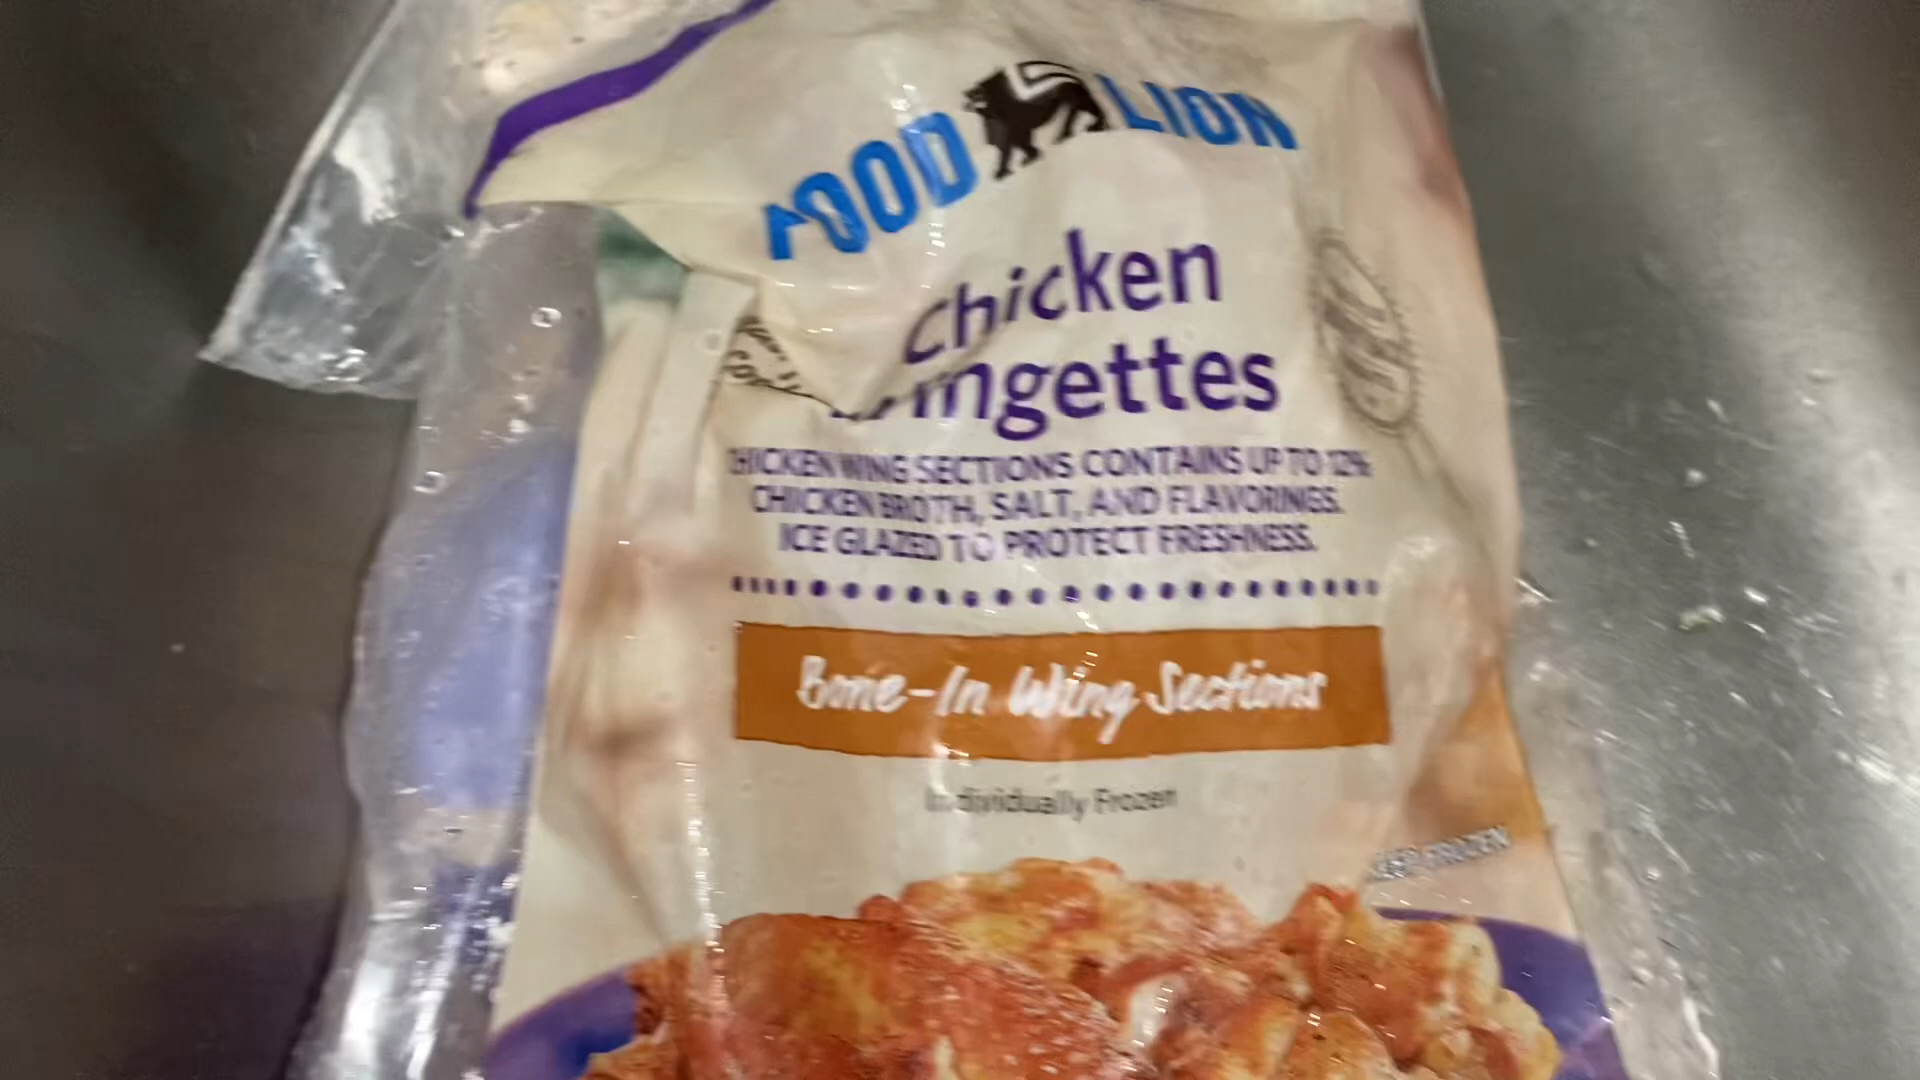 FOOD LION
Chicken
Wingettes
CHICKEN WING SECTIONS CONTAINS UP TO 12%
CHICKEN BROTH, SALT, AND FLAVORINGS.
ICE GLAZED TO PROTECT FRESHNESS.
Bone-In Wing Sections
Individually Frozen
FROZEN